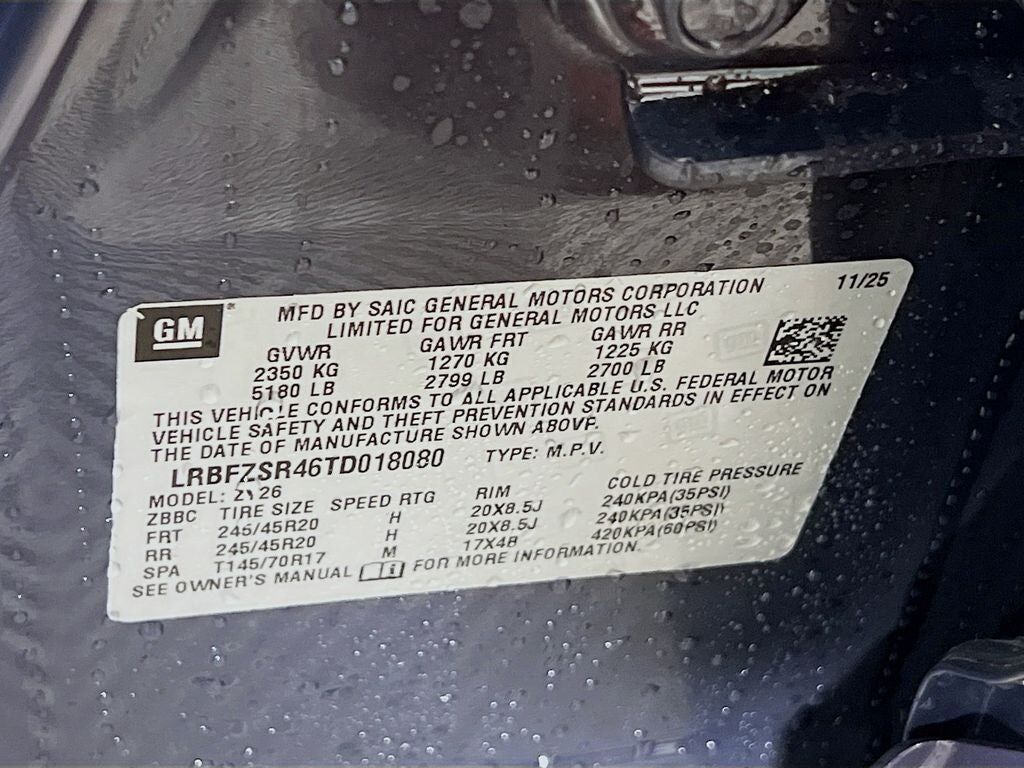 GM
MFD BY SAIC GENERAL MOTORS CORPORATION 11/25
LIMITED FOR GENERAL MOTORS LLC
GVWR GAWR FRT GAWR RR
2350 KG 1270 KG 1225 KG
5180 LB 2799 LB 2700 LB
THIS VEHICLE CONFORMS TO ALL APPLICABLE U.S. FEDERAL MOTOR
VEHICLE SAFETY AND THEFT PREVENTION STANDARDS IN EFFECT ON
THE DATE OF MANUFACTURE SHOWN ABOVE.
LRBFZSR46TD018080 TYPE: M.P.V.
MODEL: 26
ZBBC TIRE SIZE SPEED RTG RIM COLD TIRE PRESSURE
FRT 245/45R20 H 20X8.5J 240KPA(35PSI)
RR 245/45R20 H 20X8.5J 240KPA(35PSI)
SPA T145/70R17 M 17X4B 420KPA(60PSI)
SEE OWNER'S MANUAL FOR MORE INFORMATION.